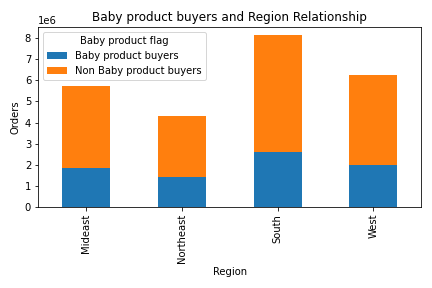 Baby product buyers and Region Relationship
1e6
Baby product flag
Baby product buyers
Non Baby product buyers
8
7
6
5
4
3
2
1
0
Orders
Mideast
Northeast
South
West
Region